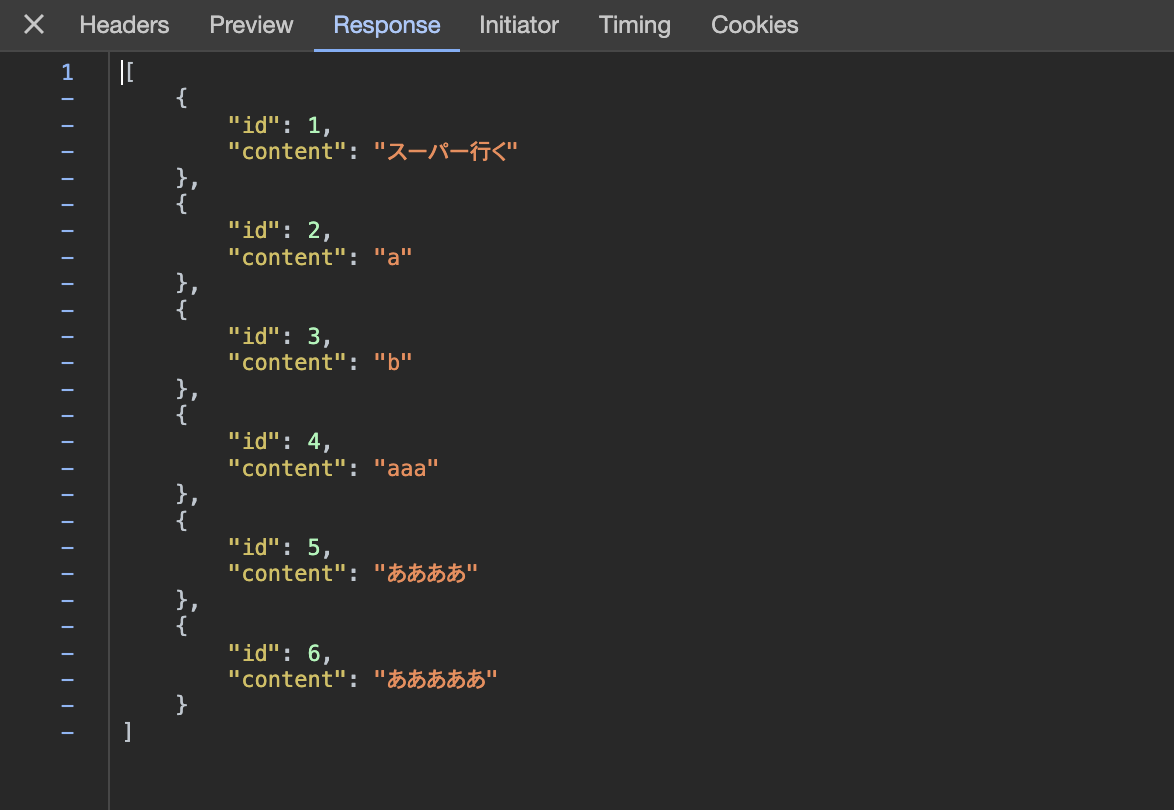 Headers Preview Response Initiator Timing Cookies
1 [
- {
- "id": 1,
- "content": "スーパー行く"
- },
- {
- "id": 2,
- "content": "a"
- },
- {
- "id": 3,
- "content": "b"
- },
- {
- "id": 4,
- "content": "aaa"
- },
- {
- "id": 5,
- "content": "ああああ"
- },
- {
- "id": 6,
- "content": "あああああ"
- }
- ]